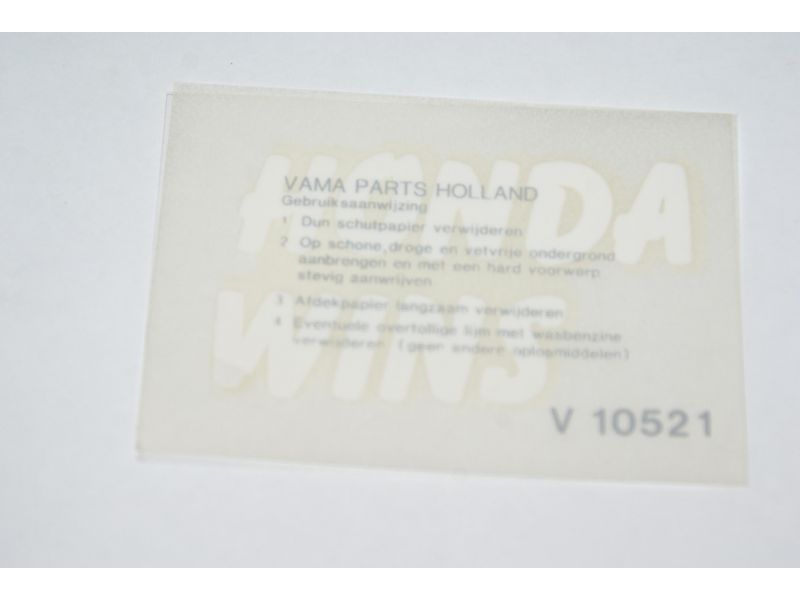 HONDA
WINS
VAMA PARTS HOLLAND
Gebruiksaanwijzing
1 Dun schutpapier verwijderen
2 Op schone, droge en vetvrije ondergrond
aanbrengen en met een hard voorwerp
stevig aanwrijven
3 Afdekpapier langzaam verwijderen
4 Eventuele overtollige lijm met wasbenzine
verwijderen (geen andere oplosmiddelen)
V 10521